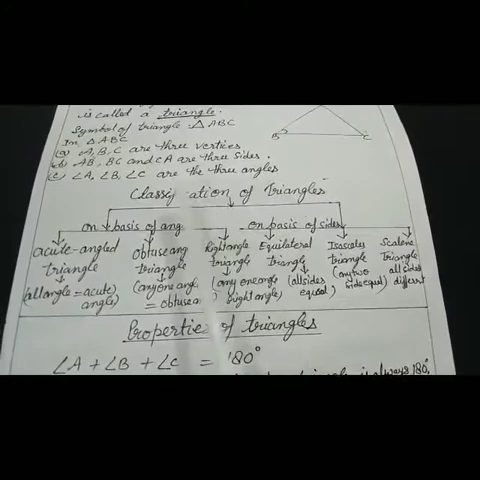 is called a triangle.
Symbol of triangle = △ ABC
In △ABC
(a) A, B, C are three vertices
(b) AB, BC and CA are three sides.
(c) ∠A, ∠B, ∠C are the three angles
B C
Classification of Triangles
on basis of ang on basis of sides
acute-angled triangle
(all angle = acute angle)
obtuse ang triangle
(any one ang = obtuse a
Right angle triangle
(any one angle right angle)
Equilateral triangle
(all sides equal)
Isosceles triangle
(any two side equal)
Scalene Triangle
all sides different
Properties of triangles
∠A + ∠B + ∠C = 180°
is always 180°,